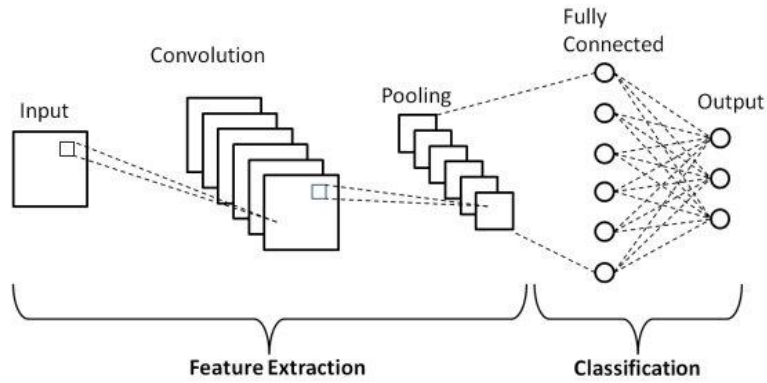 Input
Convolution
Pooling
Fully
Connected
Output
Feature Extraction
Classification